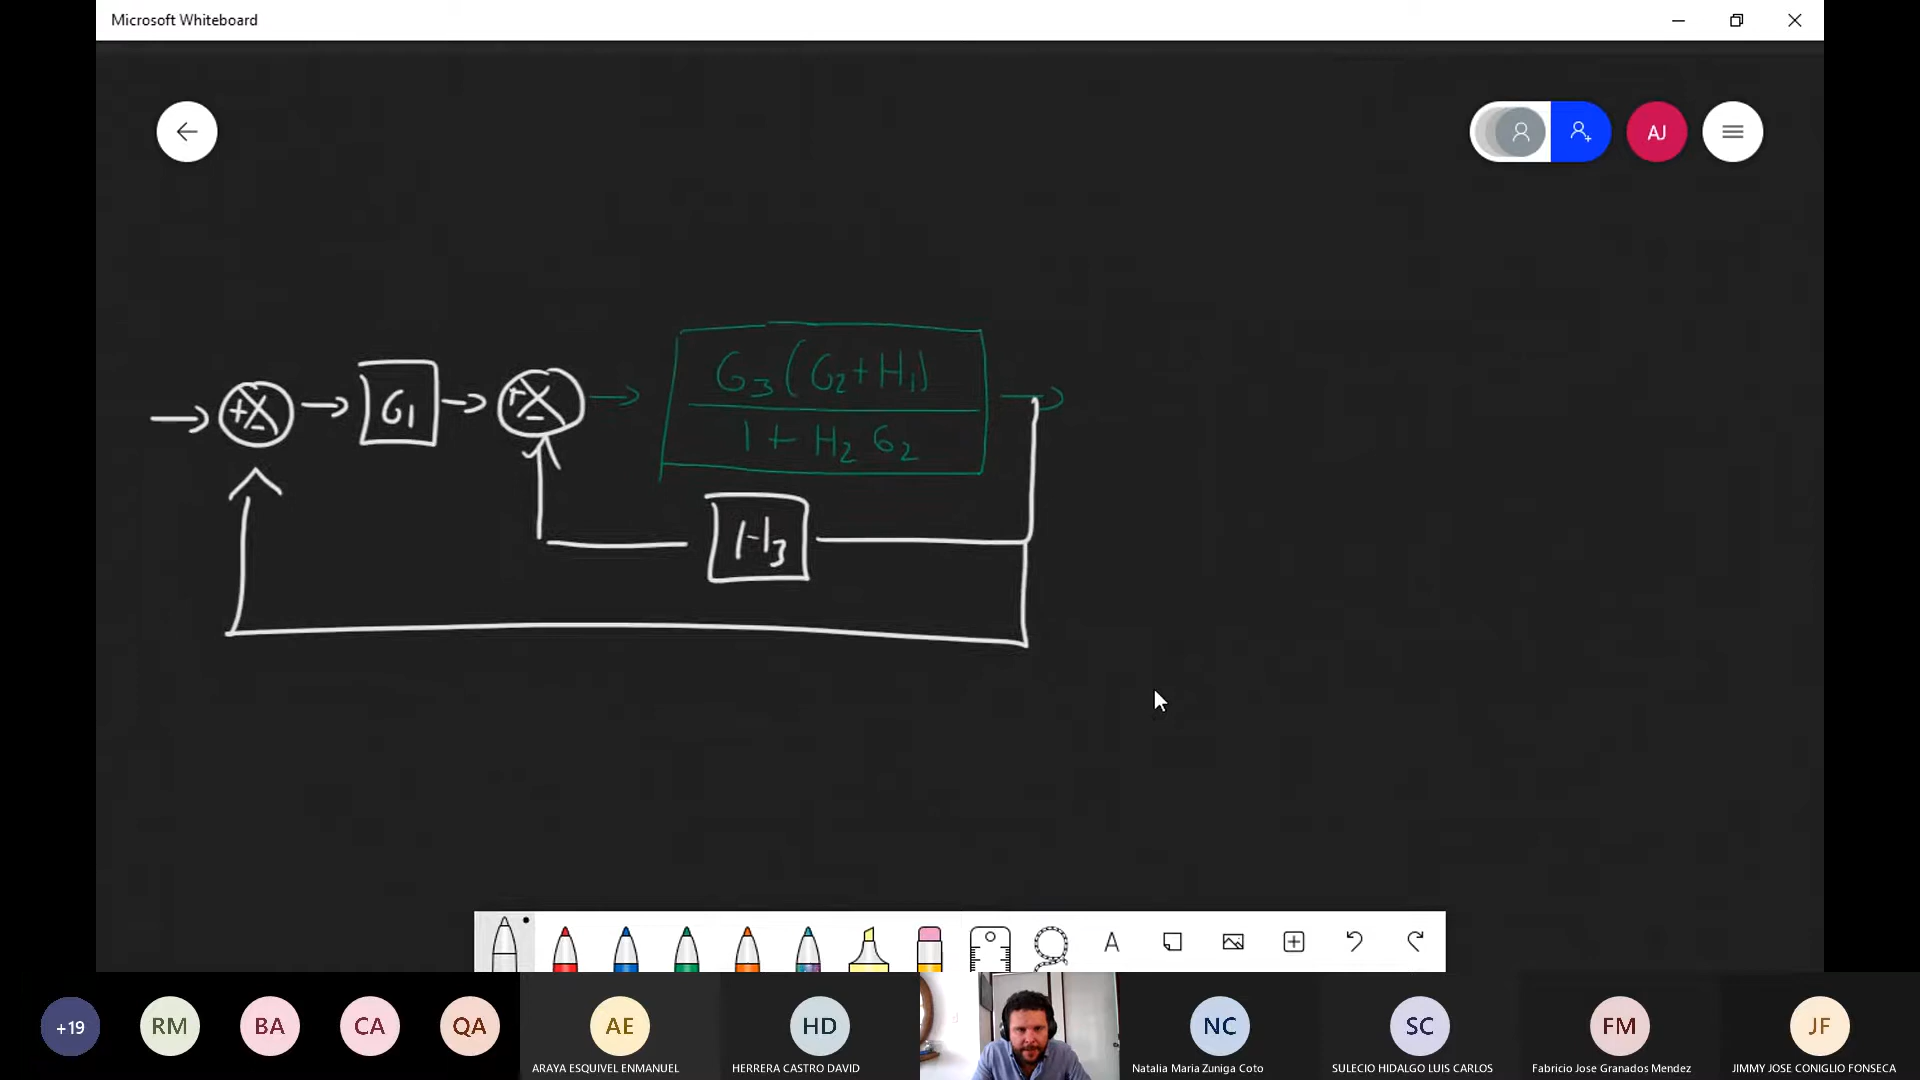 Microsoft Whiteboard
AJ
G3(G2+H1)
+ - G1 + -
1 + H2 G2
H3
A
+19 RM BA CA QA AE HD NC SC FM JF
ARAYA ESQUIVEL ENMANUEL HERRERA CASTRO DAVID Natalia Maria Zuniga Coto SULECIO HIDALGO LUIS CARLOS Fabricio Jose Granados Mendez JIMMY JOSE CONIGLIO FONSECA